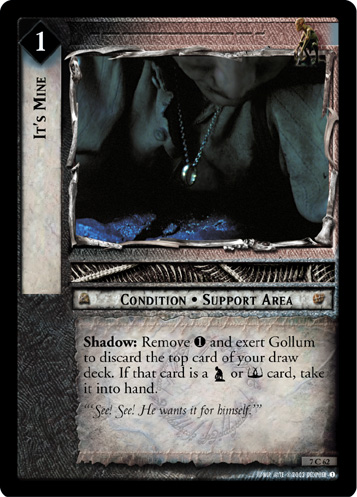 1
It's Mine
Condition • Support Area
Shadow: Remove 1 and exert Gollum
to discard the top card of your draw
deck. If that card is a or card, take
it into hand.
"'See! See! He wants it for himself.'"
7 C 62